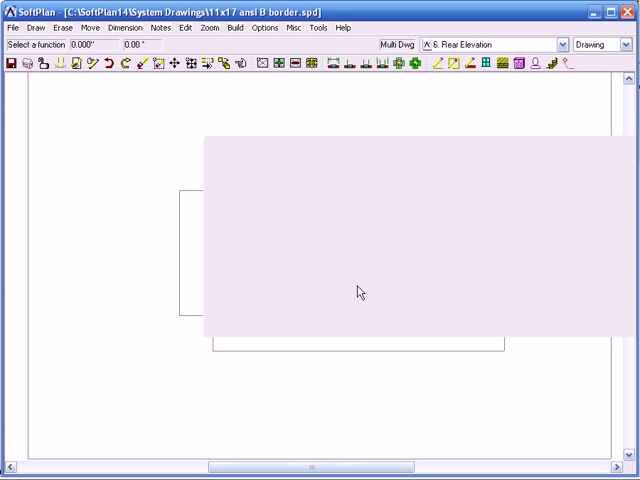 SoftPlan - [C:\SoftPlan14\System Drawings\11x17 ansi B border.spd]
File Draw Erase Move Dimension Notes Edit Zoom Build Options Misc Tools Help
Select a function 0.000" 0.00 ° Multi Dwg 6. Rear Elevation Drawing